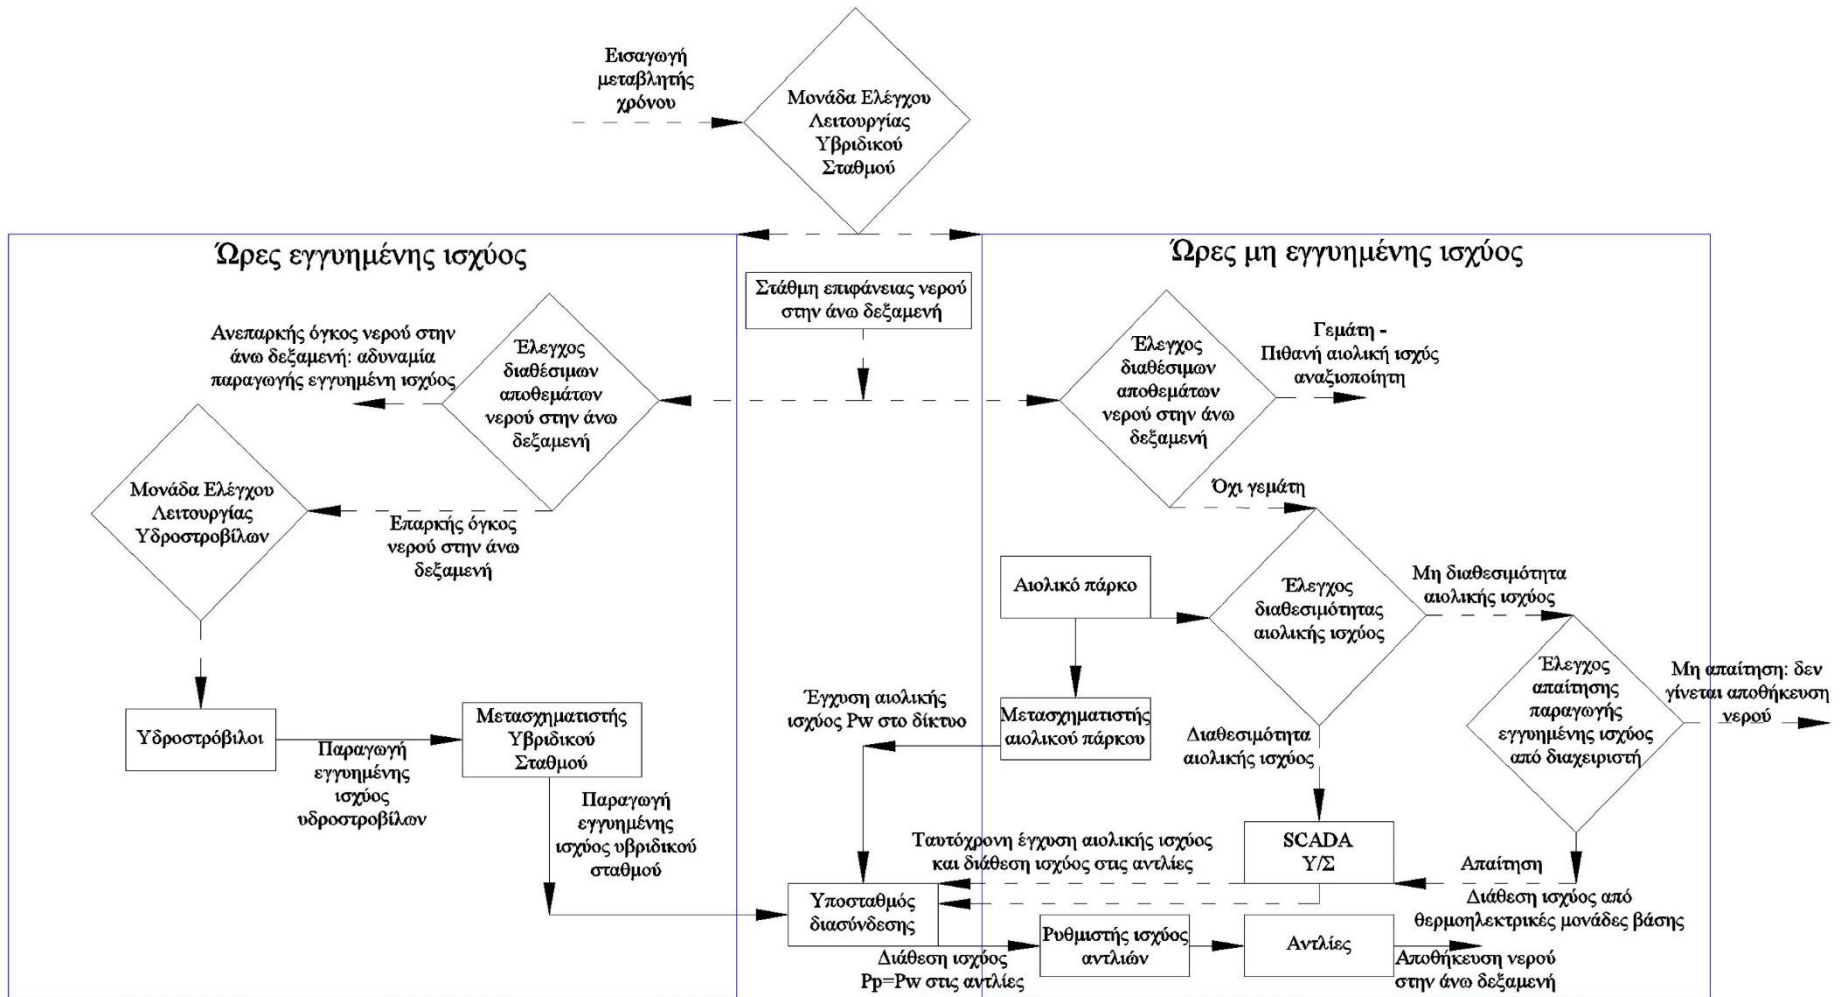 Εισαγωγή
μεταβλητής
χρόνου
Μονάδα Ελέγχου
Λειτουργίας
Υβριδικού
Σταθμού
Ώρες εγγυημένης ισχύος
Ώρες μη εγγυημένης ισχύος
Στάθμη επιφάνειας νερού
στην άνω δεξαμενή
Ανεπαρκής όγκος νερού στην
άνω δεξαμενή: αδυναμία
παραγωγής εγγυημένη ισχύος
Έλεγχος
διαθέσιμων
αποθεμάτων
νερού στην άνω
δεξαμενή
Έλεγχος
διαθέσιμων
αποθεμάτων
νερού στην άνω
δεξαμενή
Γεμάτη -
Πιθανή αιολική ισχύς
αναξιοποίητη
Μονάδα Ελέγχου
Λειτουργίας
Υδροστροβίλων
Επαρκής όγκος
νερού στην άνω
δεξαμενή
Όχι γεμάτη
Αιολικό πάρκο
Έλεγχος
διαθεσιμότητας
αιολικής ισχύος
Μη διαθεσιμότητα
αιολικής ισχύος
Έλεγχος
απαίτησης
παραγωγής
εγγυημένης ισχύος
από διαχειριστή
Μη απαίτηση: δεν
γίνεται αποθήκευση
νερού
Υδροστρόβιλοι
Παραγωγή
εγγυημένης
ισχύος
υδροστροβίλων
Μετασχηματιστής
Υβριδικού
Σταθμού
Παραγωγή
εγγυημένης
ισχύος υβριδικού
σταθμού
Έγχυση αιολικής
ισχύος Pw στο δίκτυο
Μετασχηματιστής
αιολικού πάρκου
Διαθεσιμότητα
αιολικής ισχύος
Ταυτόχρονη έγχυση αιολικής ισχύος
και διάθεση ισχύος στις αντλίες
SCADA
Υ/Σ
Απαίτηση
Διάθεση ισχύος από
θερμοηλεκτρικές μονάδες βάσης
Υποσταθμός
διασύνδεσης
Διάθεση ισχύος
Pp=Pw στις αντλίες
Ρυθμιστής ισχύος
αντλιών
Αντλίες
Αποθήκευση νερού
στην άνω δεξαμενή